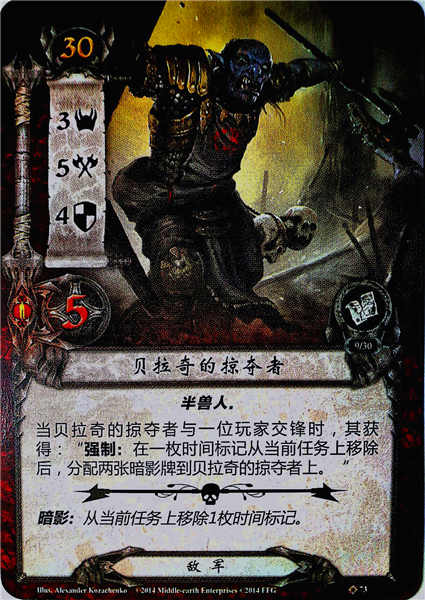 30
3
5
4
5
9/30
贝拉奇的掠夺者
半兽人.
当贝拉奇的掠夺者与一位玩家交锋时，其获
得：“强制：在一枚时间标记从当前任务上移除
后，分配两张暗影牌到贝拉奇的掠夺者上。”
暗影：从当前任务上移除1枚时间标记。
敌军
Illus. Alexander Kozachenko ©2014 Middle-earth Enterprises ©2014 FFG
73